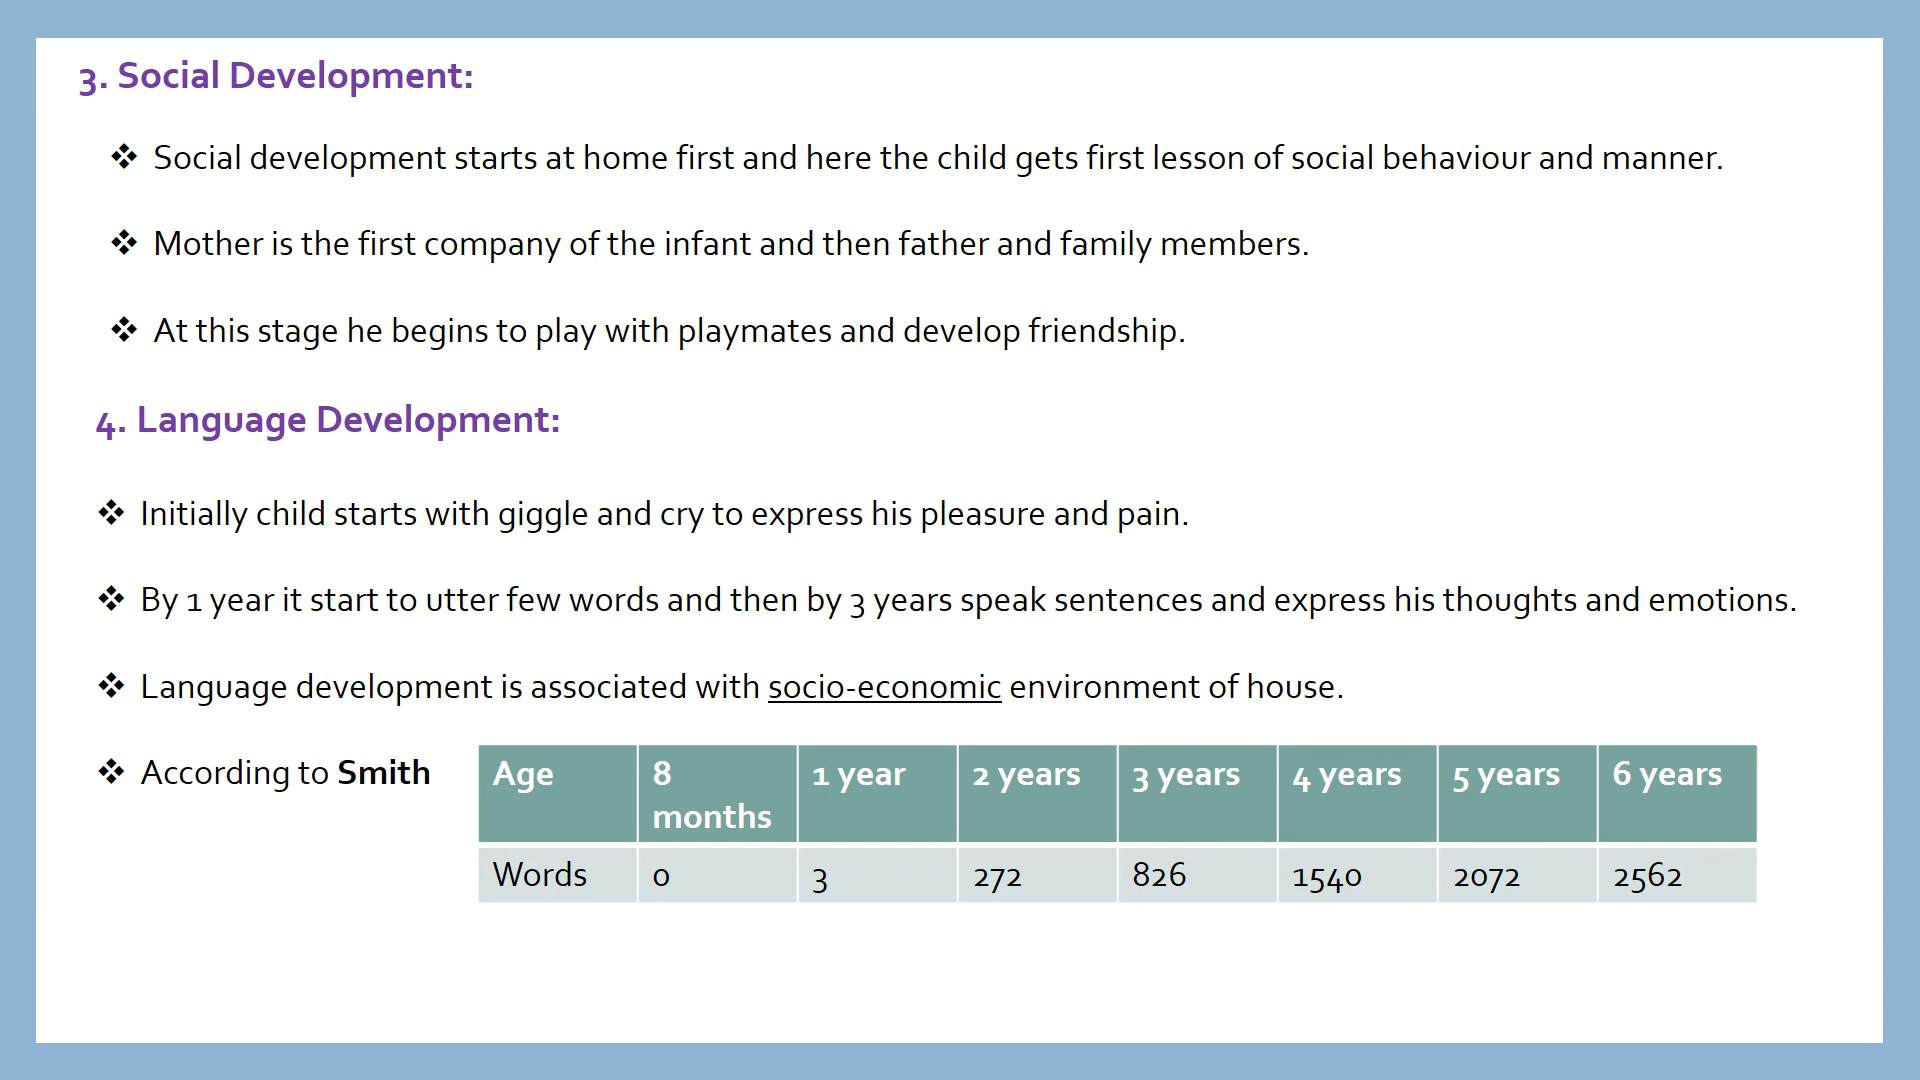 3. Social Development:
❖ Social development starts at home first and here the child gets first lesson of social behaviour and manner.
❖ Mother is the first company of the infant and then father and family members.
❖ At this stage he begins to play with playmates and develop friendship.
4. Language Development:
❖ Initially child starts with giggle and cry to express his pleasure and pain.
❖ By 1 year it start to utter few words and then by 3 years speak sentences and express his thoughts and emotions.
❖ Language development is associated with socio-economic environment of house.
❖ According to Smith
Age 8 months 1 year 2 years 3 years 4 years 5 years 6 years
Words 0 3 272 826 1540 2072 2562